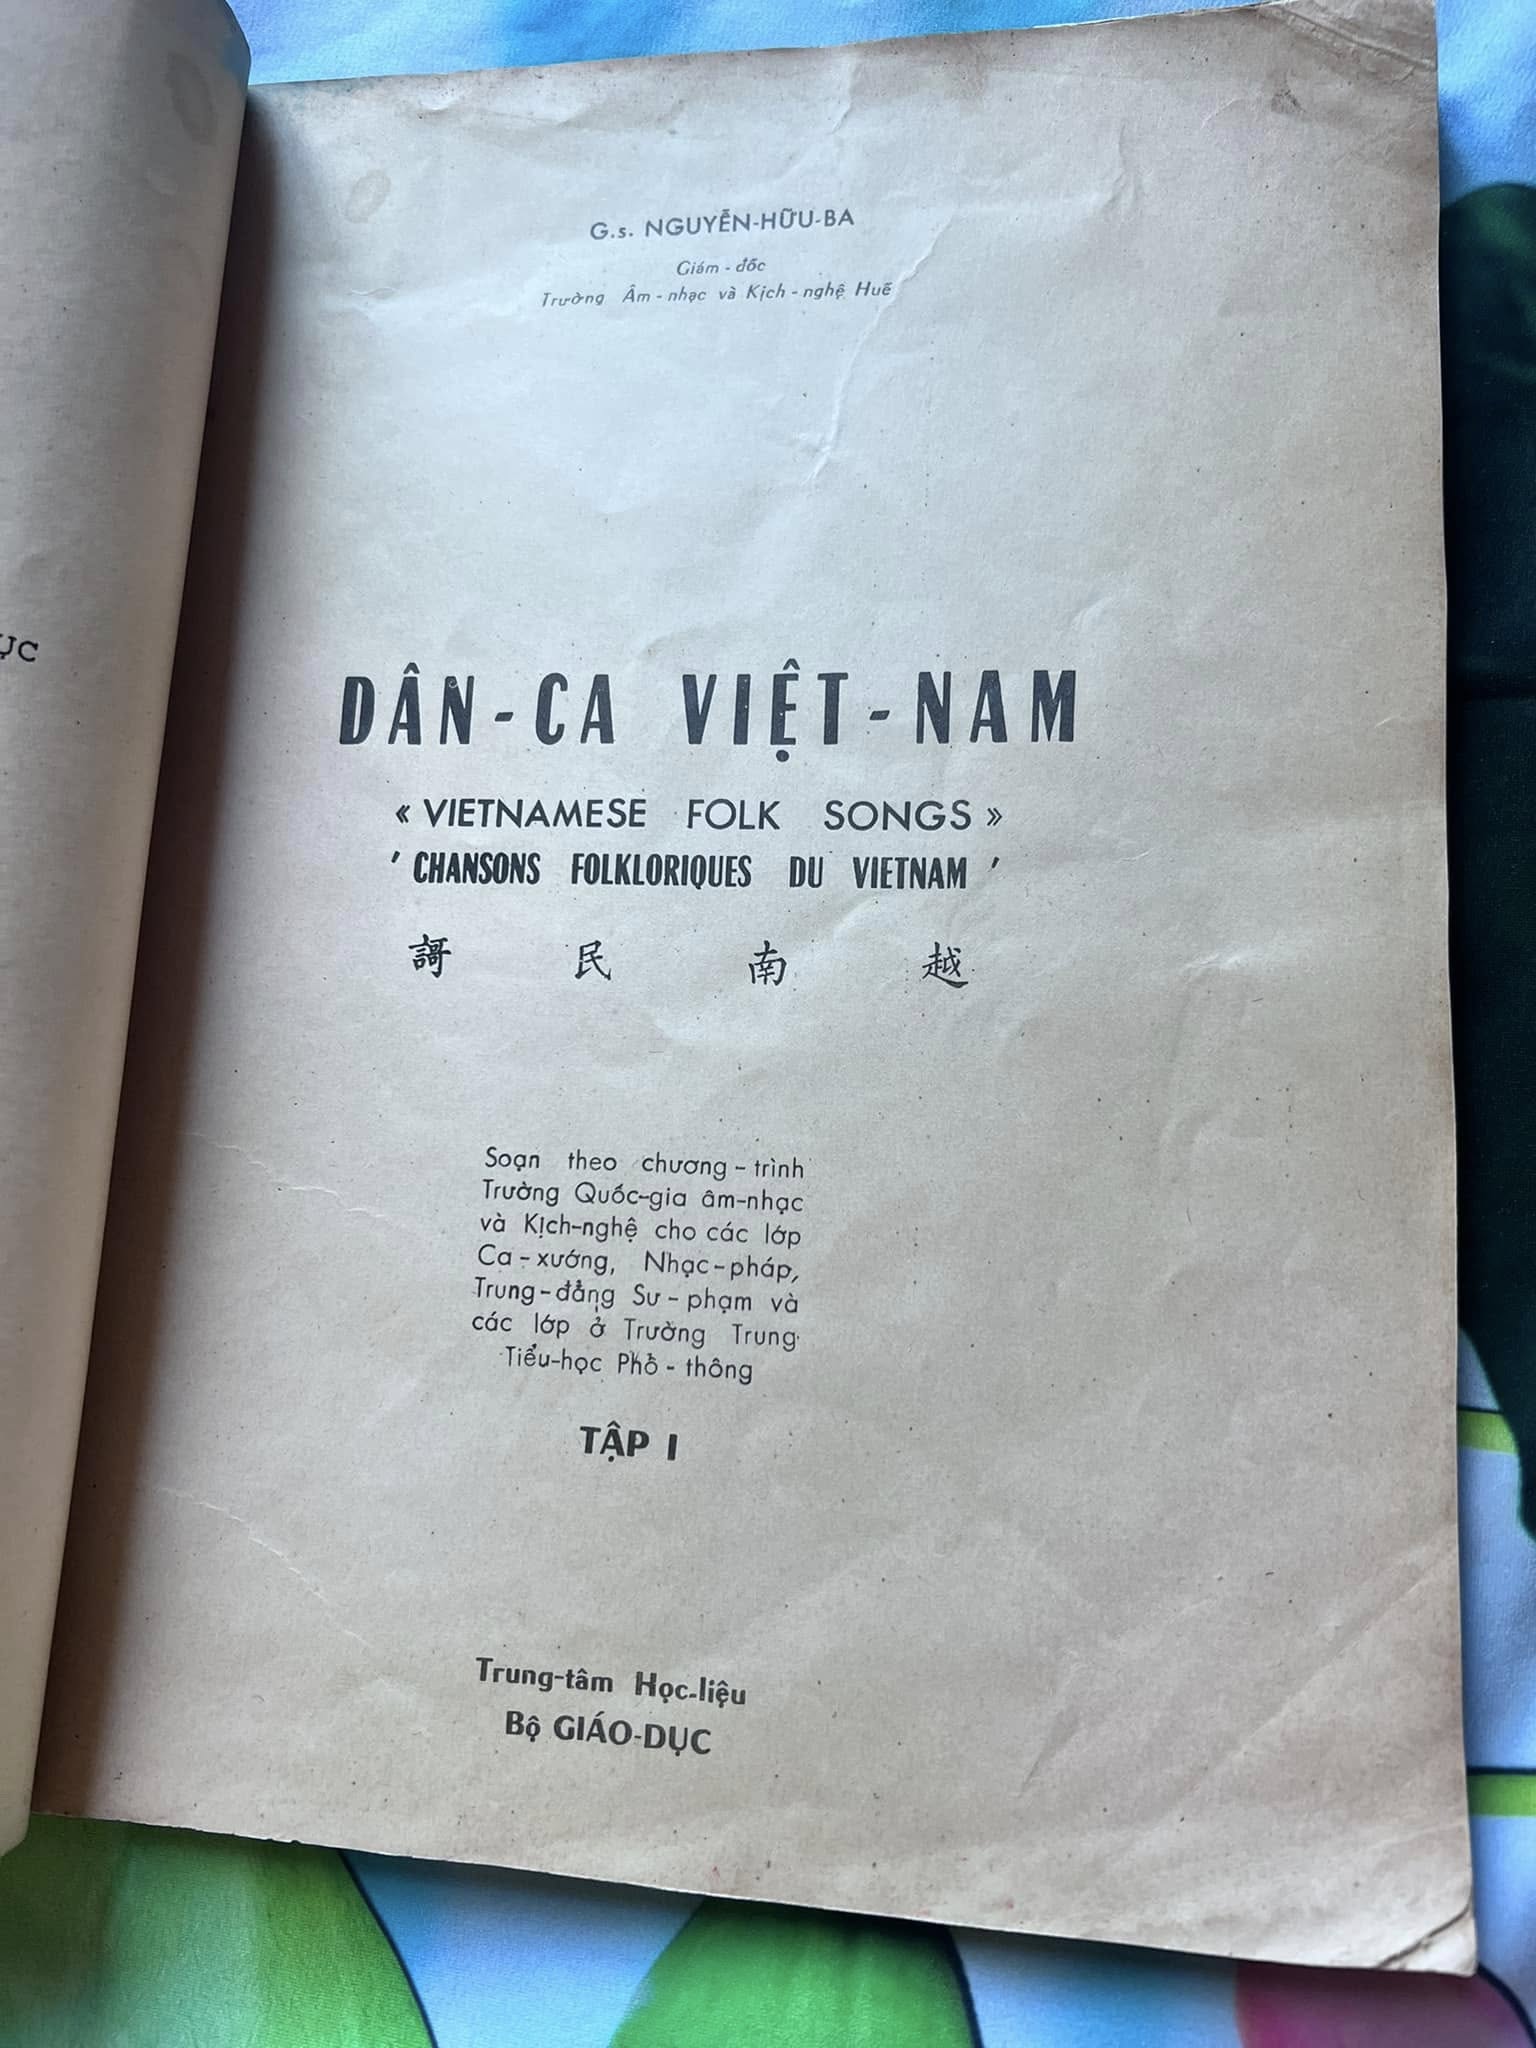 ỤC
G.s. NGUYỄN-HỮU-BA
Giám - đốc
Trường Âm - nhạc và Kịch - nghệ Huế
DÂN - CA VIỆT - NAM
« VIETNAMESE FOLK SONGS »
' CHANSONS FOLKLORIQUES DU VIETNAM '
謌 民 南 越
Soạn theo chương - trình
Trường Quốc-gia âm-nhạc
và Kịch-nghệ cho các lớp
Ca - xướng, Nhạc - pháp,
Trung - đẳng Sư - phạm và
các lớp ở Trường Trung
Tiểu-học Phổ - thông
TẬP I
Trung-tâm Học-liệu
Bộ GIÁO-DỤC